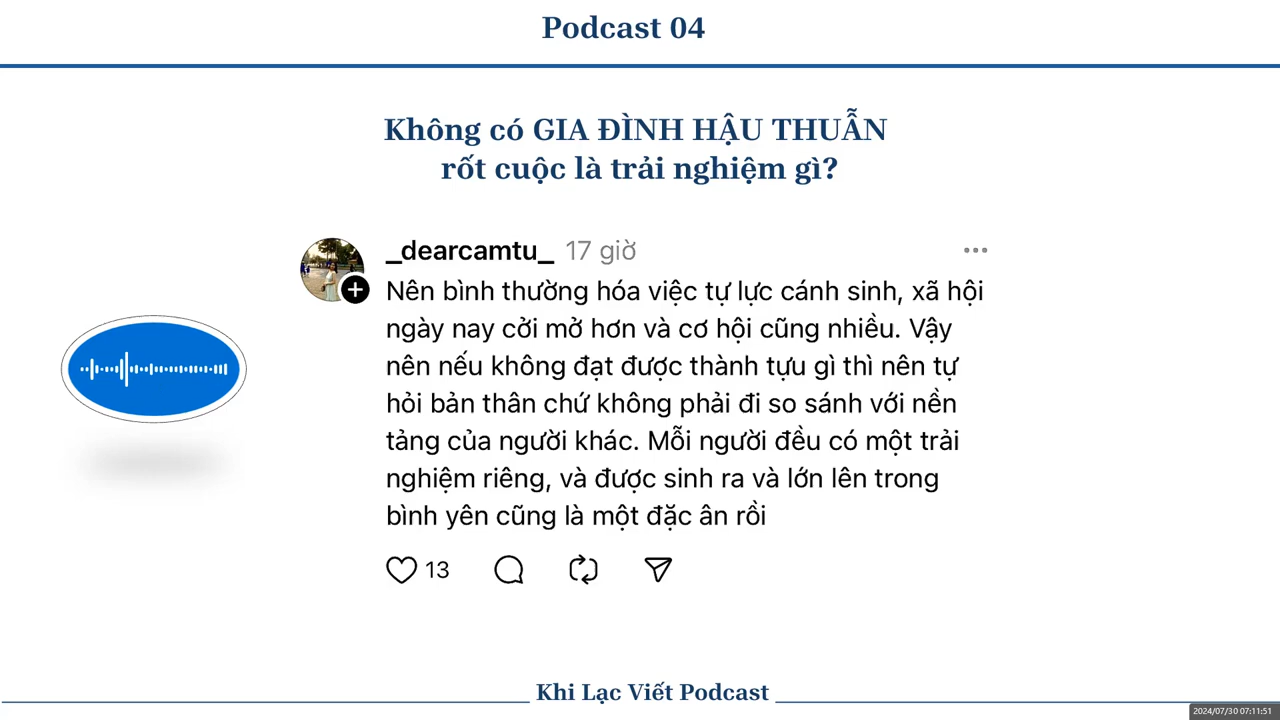 Podcast 04
Không có GIA ĐÌNH HẬU THUẪN
rốt cuộc là trải nghiệm gì?
_dearcamtu_ 17 giờ
Nên bình thường hóa việc tự lực cánh sinh, xã hội
ngày nay cởi mở hơn và cơ hội cũng nhiều. Vậy
nên nếu không đạt được thành tựu gì thì nên tự
hỏi bản thân chứ không phải đi so sánh với nền
tảng của người khác. Mỗi người đều có một trải
nghiệm riêng, và được sinh ra và lớn lên trong
bình yên cũng là một đặc ân rồi
13
Khi Lạc Viết Podcast
2024/07/30 07:11:51